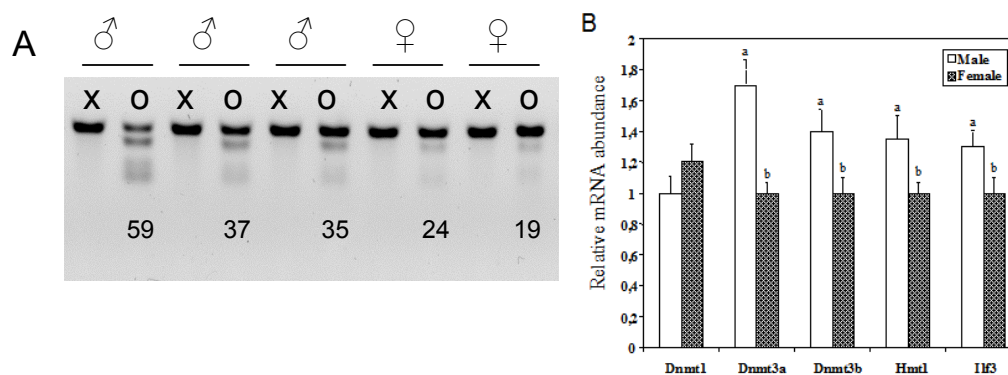 A
♂ ♂ ♂ ♀ ♀
X O X O X O X O X O
59 37 35 24 19
B
Relative mRNA abundance
2
1,8
1,6
1,4
1,2
1
0,8
0,6
0,4
0,2
0
Male
Female
a
b
a
b
a
b
a
b
Dnmt1 Dnmt3a Dnmt3b Hmt1 Ilf3